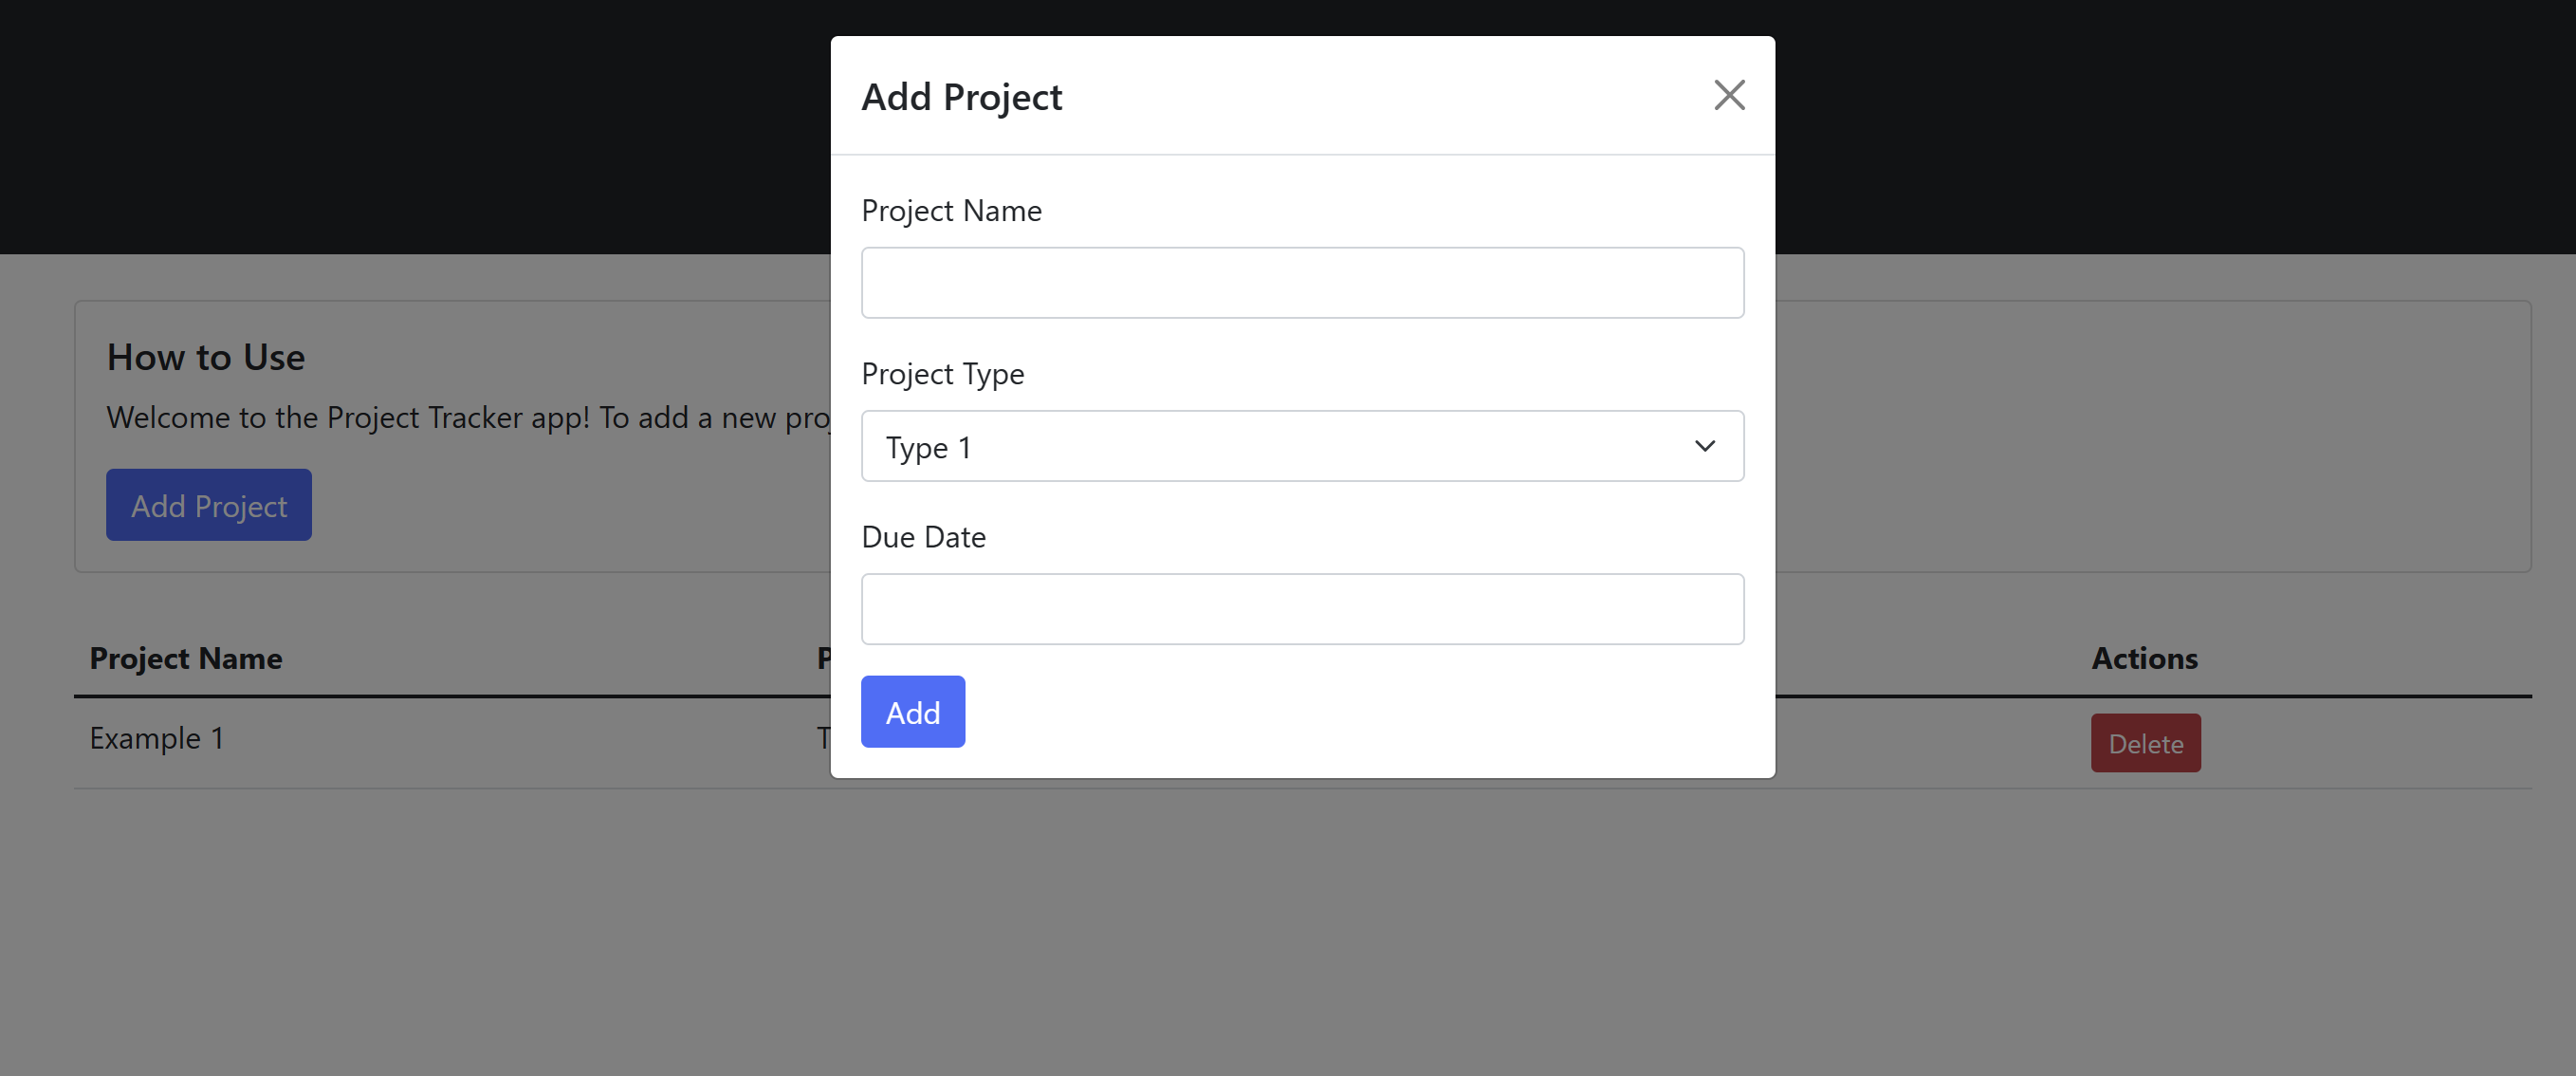 Add Project
Project Name
Project Type
Type 1
Due Date
Add
How to Use
Welcome to the Project Tracker app! To add a new
Add Project
Project Name
Actions
Example 1
Delete